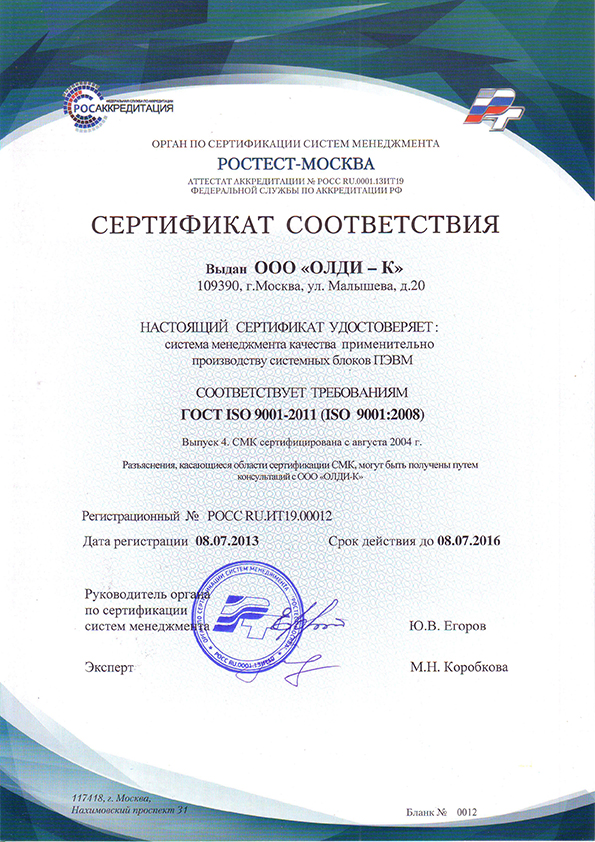 ФЕДЕРАЛЬНАЯ СЛУЖБА ПО АККРЕДИТАЦИИ
РОСАККРЕДИТАЦИЯ
ОРГАН ПО СЕРТИФИКАЦИИ СИСТЕМ МЕНЕДЖМЕНТА
РОСТЕСТ-МОСКВА
АТТЕСТАТ АККРЕДИТАЦИИ № РОСС RU.0001.13ИТ19
ФЕДЕРАЛЬНОЙ СЛУЖБЫ ПО АККРЕДИТАЦИИ РФ
СЕРТИФИКАТ СООТВЕТСТВИЯ
Выдан ООО «ОЛДИ – К»
109390, г.Москва, ул. Малышева, д.20
НАСТОЯЩИЙ СЕРТИФИКАТ УДОСТОВЕРЯЕТ:
система менеджмента качества применительно
производству системных блоков ПЭВМ
СООТВЕТСТВУЕТ ТРЕБОВАНИЯМ
ГОСТ ISO 9001-2011 (ISO 9001:2008)
Выпуск 4. СМК сертифицирована с августа 2004 г.
Разъяснения, касающиеся области сертификации СМК, могут быть получены путем
консультаций с ООО «ОЛДИ-К»
Регистрационный № РОСС RU.ИТ19.00012
Дата регистрации 08.07.2013 Срок действия до 08.07.2016
Руководитель органа
по сертификации
систем менеджмента Ю.В. Егоров
ОРГАН ПО СЕРТИФИКАЦИИ СИСТЕМ МЕНЕДЖМЕНТА
Эксперт М.Н. Коробкова
117418, г. Москва,
Нахимовский проспект 31
Бланк № 0012